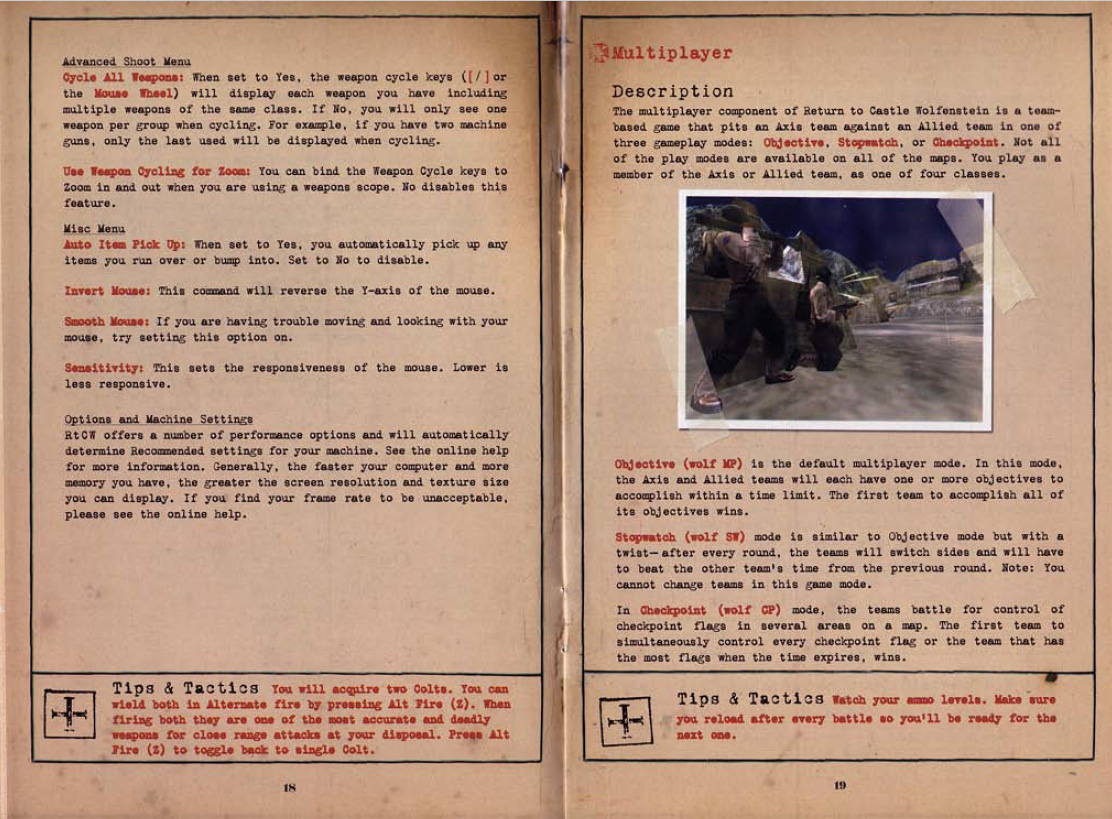 Advanced Shoot Menu
Cycle All Weapons: When set to Yes, the weapon cycle keys ([/]or
the Mouse Wheel) will display each weapon you have including
multiple weapons of the same class. If No, you will only see one
weapon per group when cycling. For example, if you have two machine
guns, only the last used will be displayed when cycling.
Use Weapon Cycling for Zoom: You can bind the Weapon Cycle keys to
Zoom in and out when you are using a weapons scope. No disables this
feature.
Misc Menu
Auto Item Pick Up: When set to Yes, you automatically pick up any
items you run over or bump into. Set to No to disable.
Invert Mouse: This command will reverse the Y-axis of the mouse.
Smooth Mouse: If you are having trouble moving and looking with your
mouse, try setting this option on.
Sensitivity: This sets the responsiveness of the mouse. Lower is
less responsive.
Options and Machine Settings
RtCW offers a number of performance options and will automatically
determine Recommended settings for your machine. See the online help
for more information. Generally, the faster your computer and more
memory you have, the greater the screen resolution and texture size
you can display. If you find your frame rate to be unacceptable,
please see the online help.
Tips & Tactics You will acquire two Colts. You can
wield both in Alternate fire by pressing Alt Fire (Z). When
firing both they are one of the most accurate and deadly
weapons for close range attacks at your disposal. Press Alt
Fire (Z) to toggle back to single Colt.
18
Multiplayer
Description
The multiplayer component of Return to Castle Wolfenstein is a team-
based game that pits an Axis team against an Allied team in one of
three gameplay modes: Objective, Stopwatch, or Checkpoint. Not all
of the play modes are available on all of the maps. You play as a
member of the Axis or Allied team, as one of four classes.
Objective (wolf MP) is the default multiplayer mode. In this mode,
the Axis and Allied teams will each have one or more objectives to
accomplish within a time limit. The first team to accomplish all of
its objectives wins.
Stopwatch (wolf SW) mode is similar to Objective mode but with a
twist—after every round, the teams will switch sides and will have
to beat the other team's time from the previous round. Note: You
cannot change teams in this game mode.
In Checkpoint (wolf CP) mode, the teams battle for control of
checkpoint flags in several areas on a map. The first team to
simultaneously control every checkpoint flag or the team that has
the most flags when the time expires, wins.
Tips & Tactics Watch your ammo levels. Make sure
you reload after every battle so you'll be ready for the
next one.
19